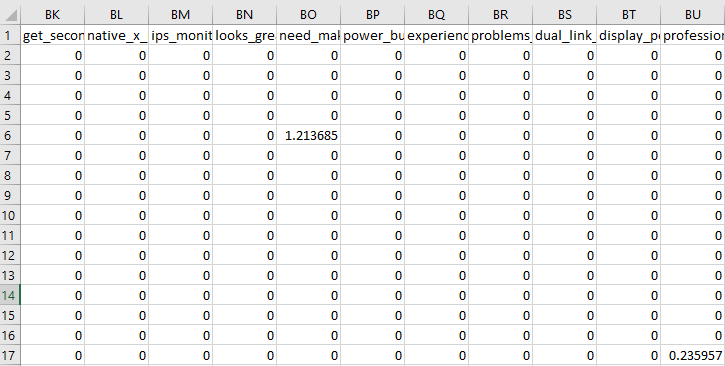 BK BL BM BN BO BP BQ BR BS BT BU
1 get_secon native_x_ ips_monit looks_gre need_mal power_bu experienc problems_ dual_link_ display_po profession
2 0 0 0 0 0 0 0 0 0 0 0
3 0 0 0 0 0 0 0 0 0 0 0
4 0 0 0 0 0 0 0 0 0 0 0
5 0 0 0 0 0 0 0 0 0 0 0
6 0 0 0 0 1.213685 0 0 0 0 0 0
7 0 0 0 0 0 0 0 0 0 0 0
8 0 0 0 0 0 0 0 0 0 0 0
9 0 0 0 0 0 0 0 0 0 0 0
10 0 0 0 0 0 0 0 0 0 0 0
11 0 0 0 0 0 0 0 0 0 0 0
12 0 0 0 0 0 0 0 0 0 0 0
13 0 0 0 0 0 0 0 0 0 0 0
14 0 0 0 0 0 0 0 0 0 0 0
15 0 0 0 0 0 0 0 0 0 0 0
16 0 0 0 0 0 0 0 0 0 0 0
17 0 0 0 0 0 0 0 0 0 0 0.235957